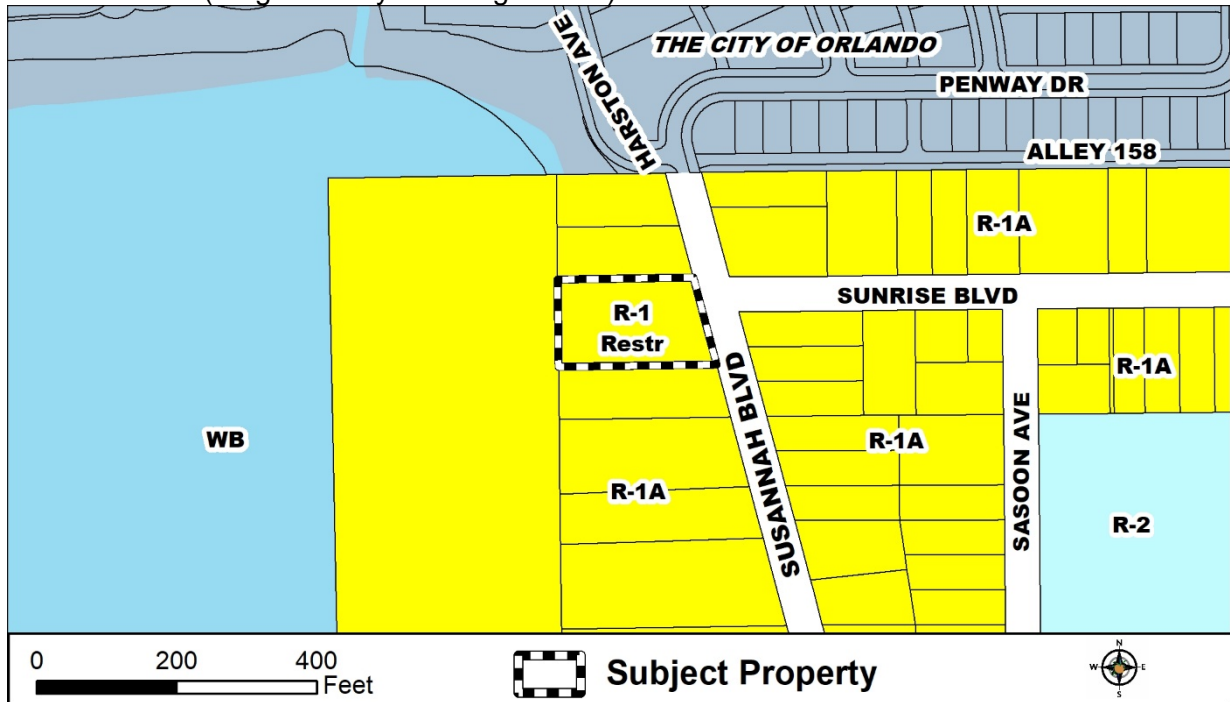 THE CITY OF ORLANDO
HARSTON AVE
PENWAY DR
ALLEY 158
R-1A
SUNRISE BLVD
R-1
Restr
R-1A
SUSANNAH BLVD
WB
R-1A
R-1A
SASOON AVE
R-2
0 200 400
Feet
Subject Property
N
W E
S